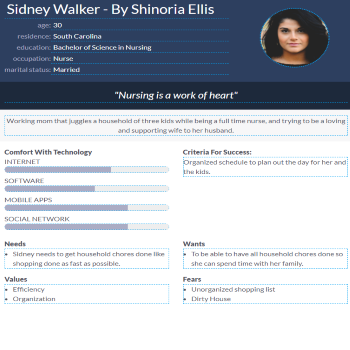 Sidney Walker - By Shinoria Ellis
age: 30
residence: South Carolina
education: Bachelor of Science in Nursing
occupation: Nurse
marital status: Married
"Nursing is a work of heart"
Working mom that juggles a household of three kids while being a full time nurse, and trying to be a loving
and supporting wife to her husband.
Comfort With Technology
INTERNET
SOFTWARE
MOBILE APPS
SOCIAL NETWORK
Criteria For Success:
Organized schedule to plan out the day for her and
the kids.
Needs
• Sidney needs to get household chores done like
shopping done as fast as possible.
Wants
• To be able to have all household chores done so
she can spend time with her family.
Values
• Efficiency
• Organization
Fears
• Unorganized shopping list
• Dirty House